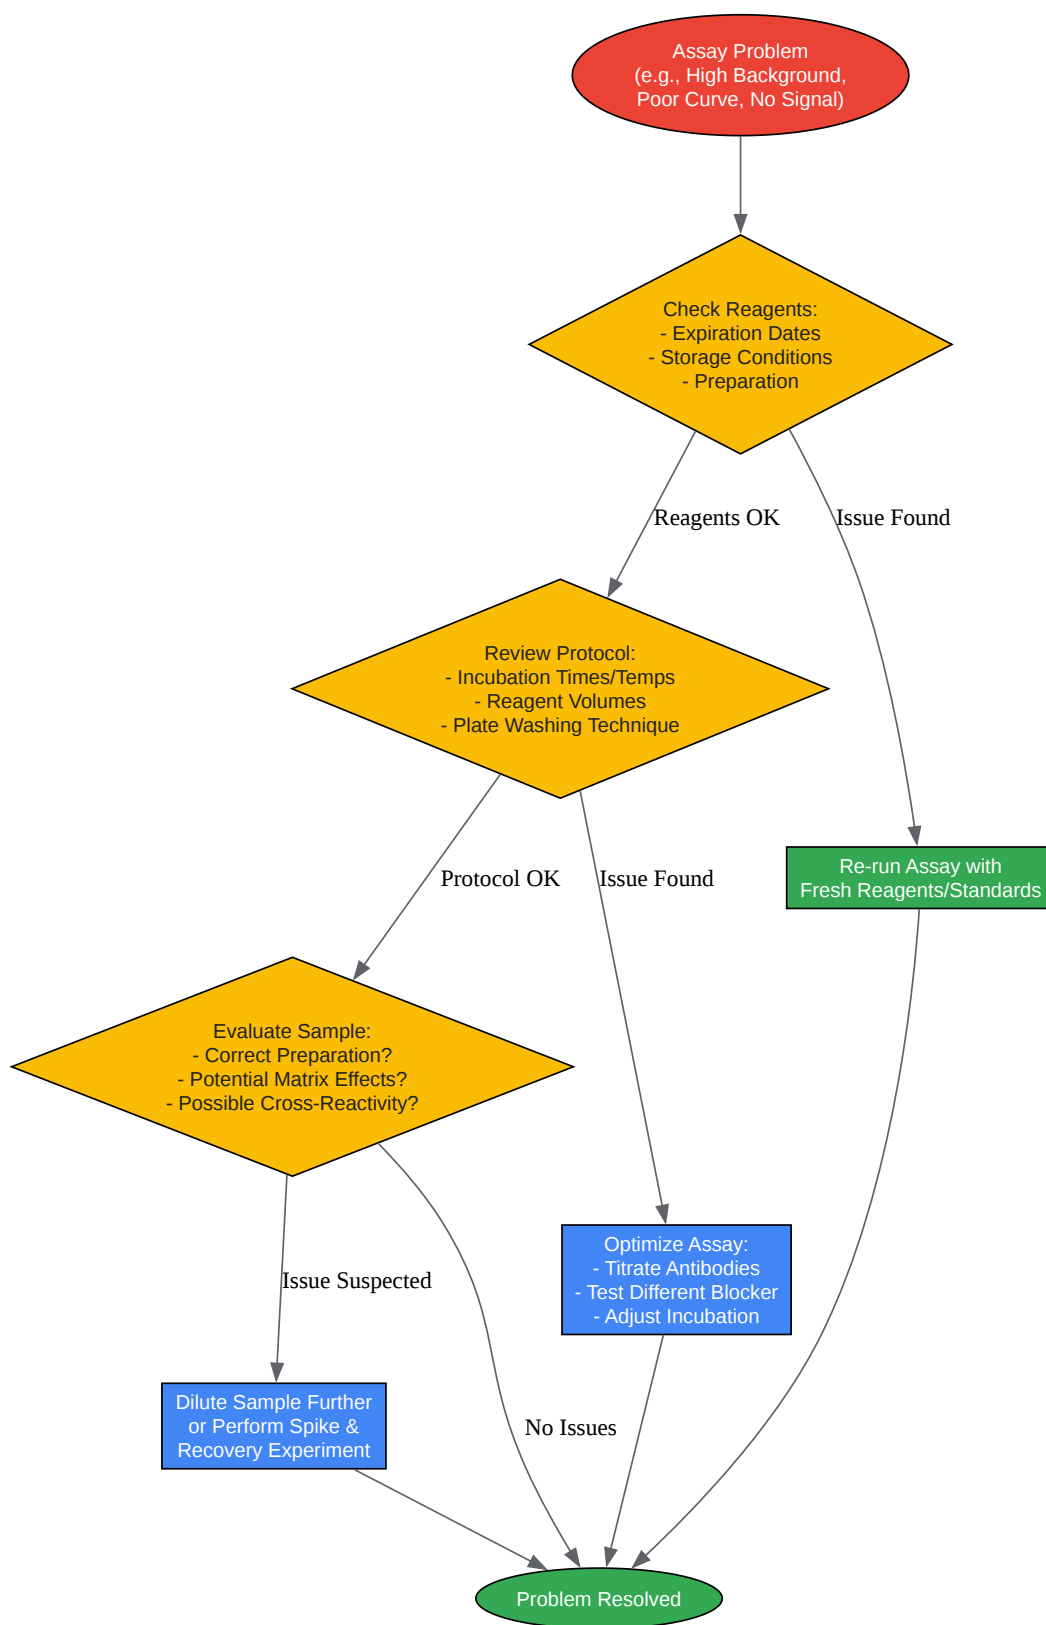 Assay Problem
(e.g., High Background,
Poor Curve, No Signal)
Check Reagents:
- Expiration Dates
- Storage Conditions
- Preparation
Reagents OK
Issue Found
Review Protocol:
- Incubation Times/Temps
- Reagent Volumes
- Plate Washing Technique
Protocol OK
Issue Found
Re-run Assay with
Fresh Reagents/Standards
Evaluate Sample:
- Correct Preparation?
- Potential Matrix Effects?
- Possible Cross-Reactivity?
Issue Suspected
Optimize Assay:
- Titrate Antibodies
- Test Different Blocker
- Adjust Incubation
Dilute Sample Further
or Perform Spike &
Recovery Experiment
No Issues
Problem Resolved